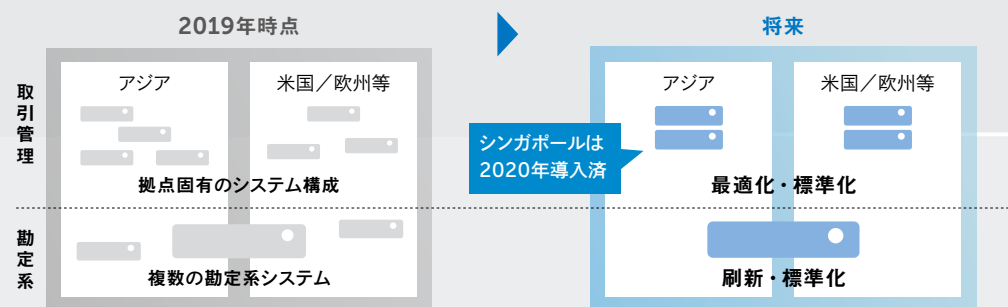 2019年時点
将来
取引管理
アジア
米国／欧州等
拠点固有のシステム構成
シンガポールは
2020年導入済
アジア
米国／欧州等
最適化・標準化
勘定系
複数の勘定系システム
刷新・標準化